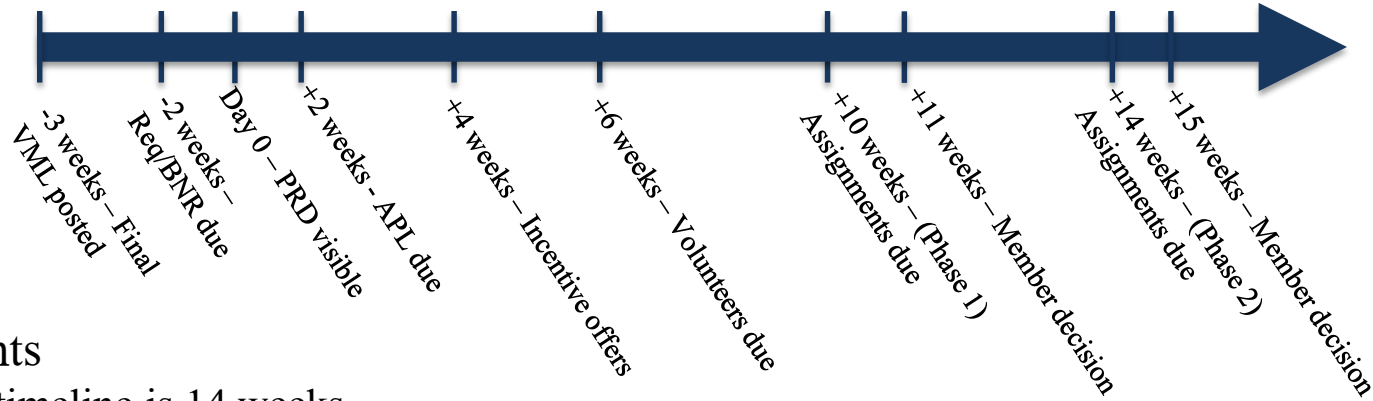 -3 weeks – Final
VML posted
-2 weeks –
Req/BNR due
Day 0 – PRD visible
+2 weeks - APL due
+4 weeks – Incentive offers
+6 weeks – Volunteers due
+10 weeks – (Phase 1)
Assignments due
+11 weeks – Member decision
+14 weeks – (Phase 2)
Assignments due
+15 weeks – Member decision
nts
timeline is 14 weeks